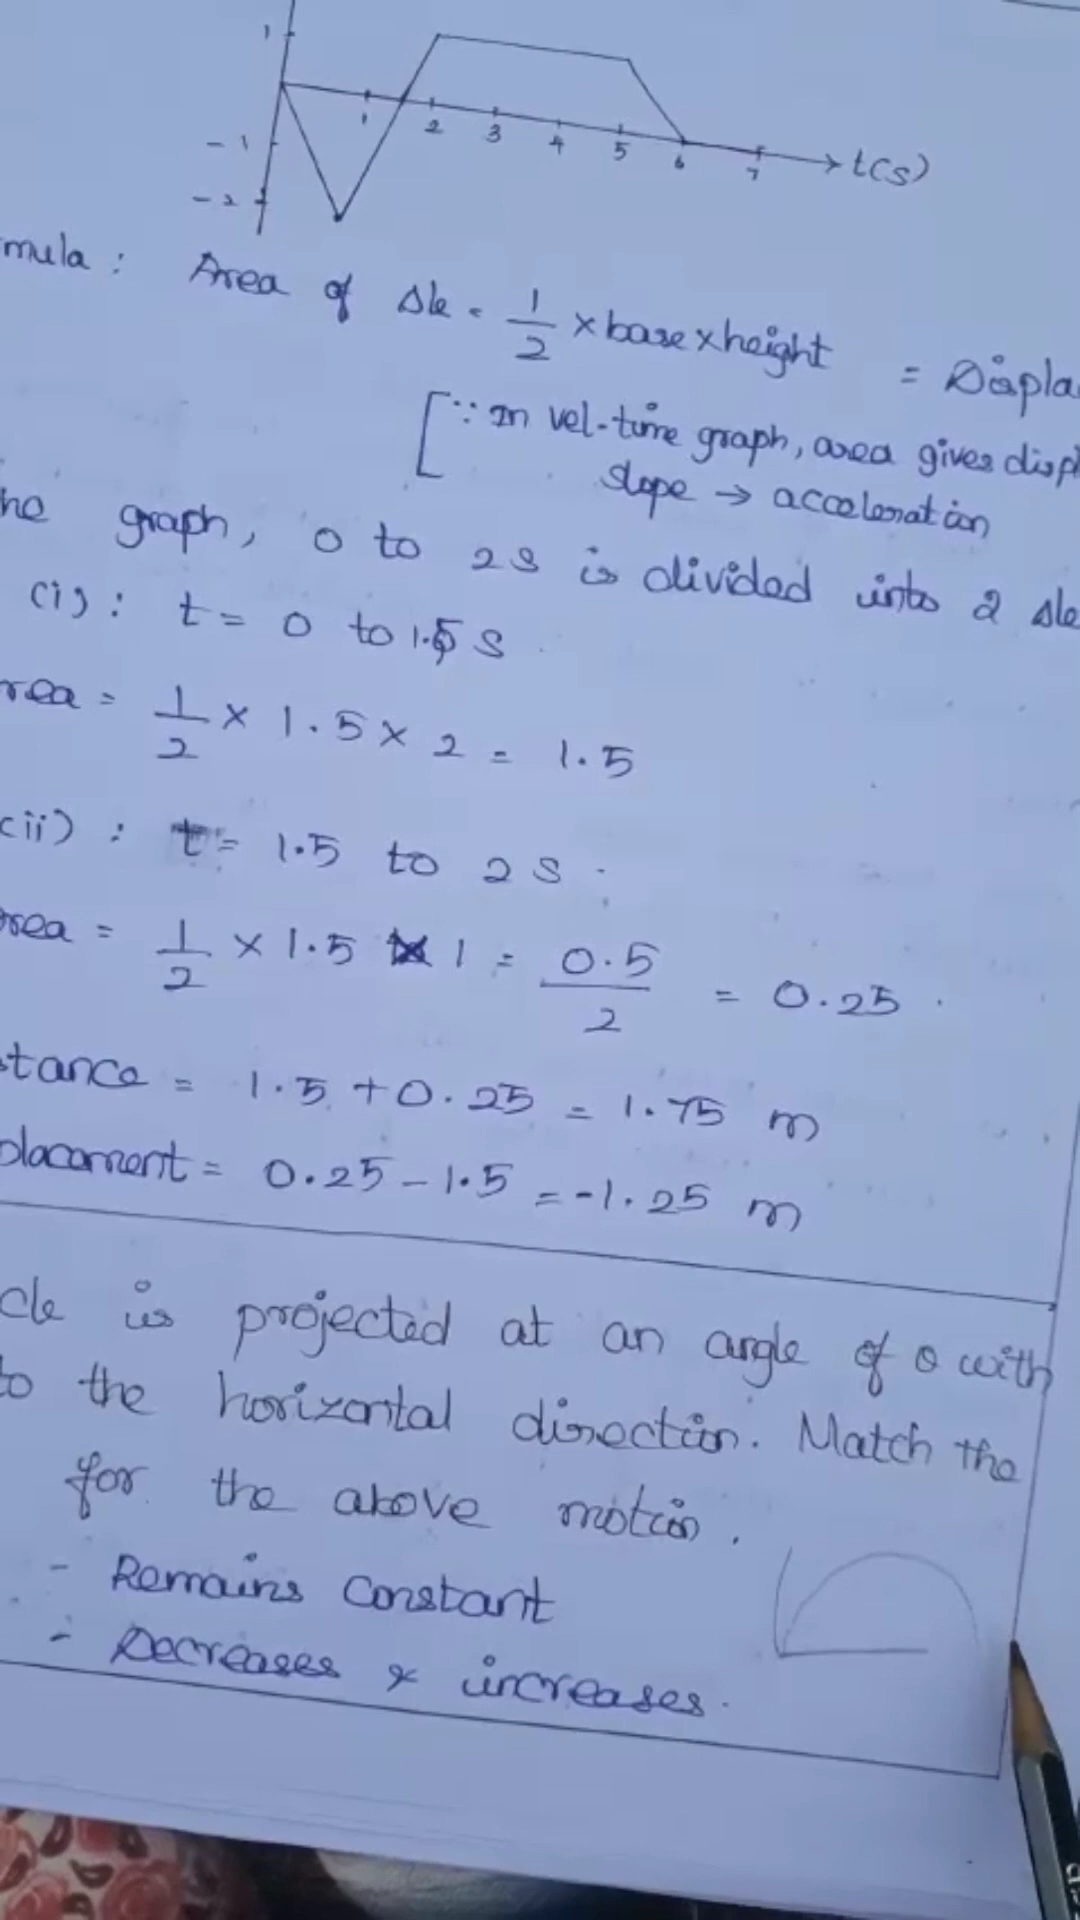 1
1 2 3 4 5 6 7 t(s)
-1
-2
mula : Area of Δle = 1/2 × base × height = Displa
[∵ In vel-time graph, area gives disp
slope → acceleration
he graph, 0 to 2s is divided into 2 Δle
(i) : t = 0 to 1.5 s
rea = 1/2 × 1.5 × 2 = 1.5
(ii) : t = 1.5 to 2 s.
rea = 1/2 × 1.5 × 1 = 0.5/2 = 0.25.
stance = 1.5 + 0.25 = 1.75 m
placement = 0.25 - 1.5 = -1.25 m
cle is projected at an angle of θ with
to the horizontal direction. Match the
for the above motion.
- Remains Constant
- Decreases & increases.